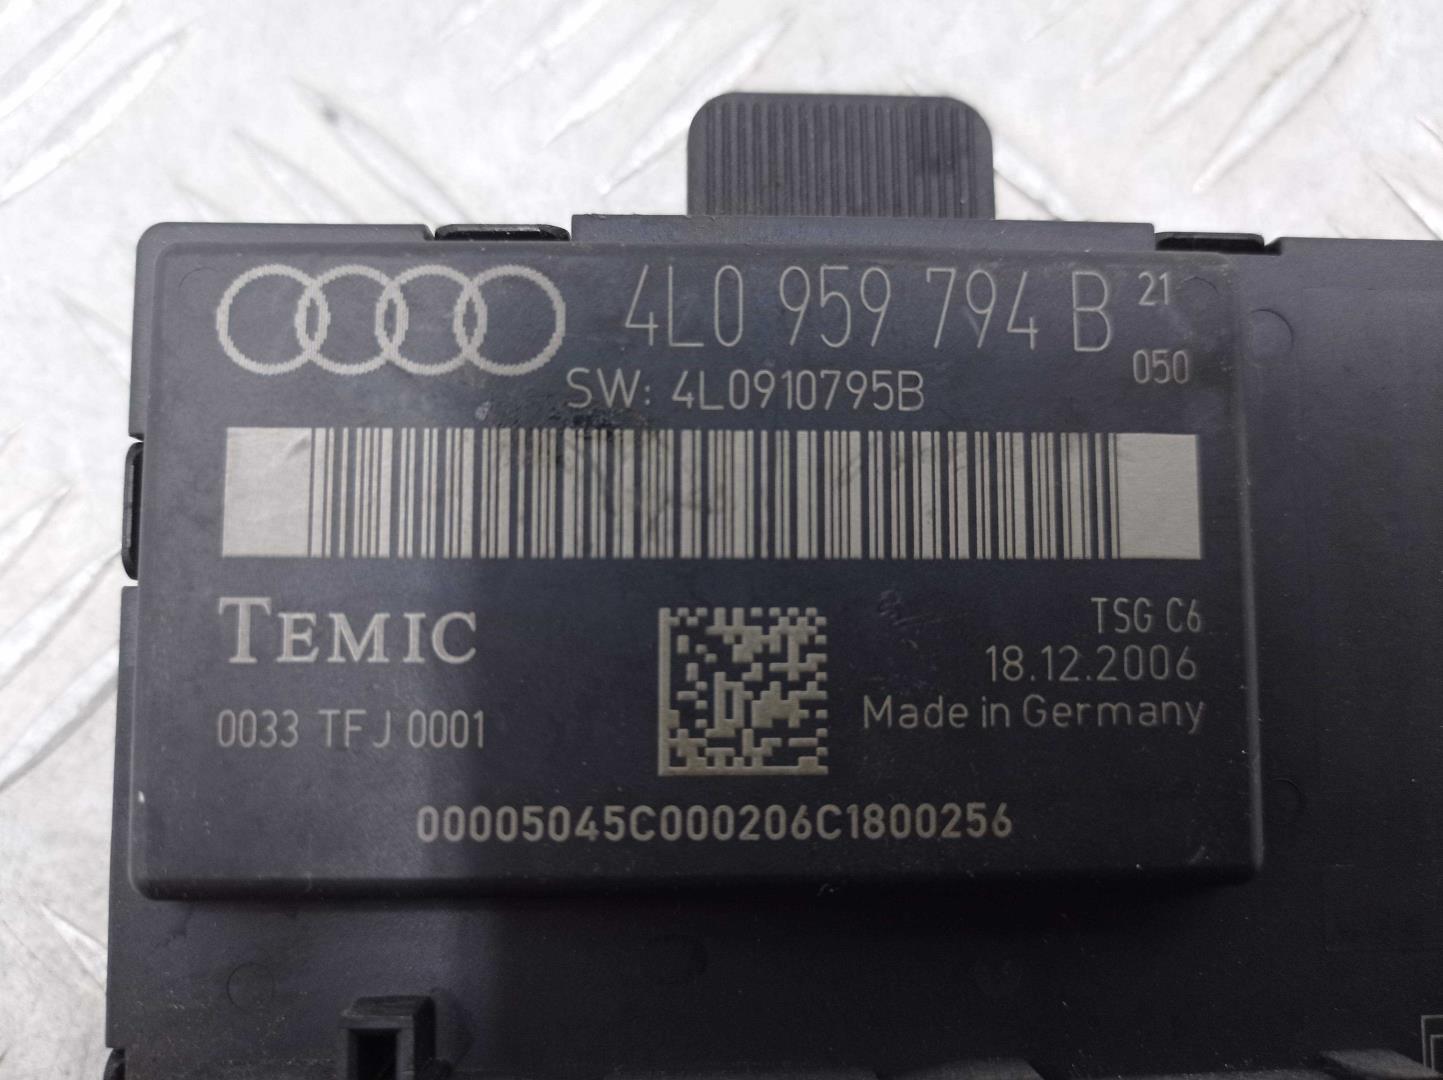 4L0 959 794 B 21
050
SW: 4L0910795B
TEMIC
TSG C6
18.12.2006
Made in Germany
0033 TFJ 0001
00005045C000206C1800256